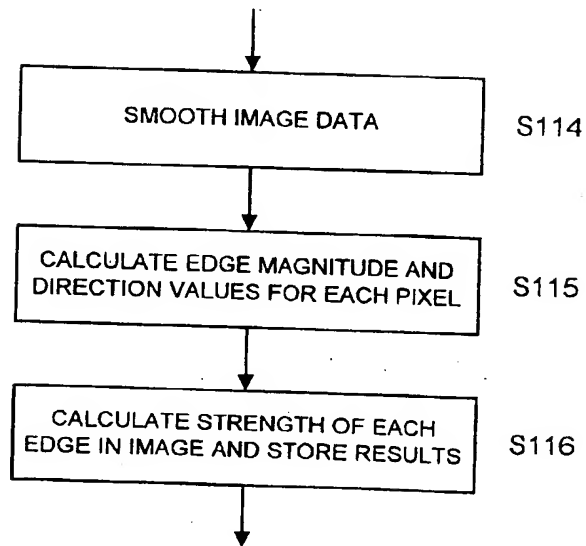 SMOOTH IMAGE DATA
S114
CALCULATE EDGE MAGNITUDE AND
DIRECTION VALUES FOR EACH PIXEL
S115
CALCULATE STRENGTH OF EACH
EDGE IN IMAGE AND STORE RESULTS
S116